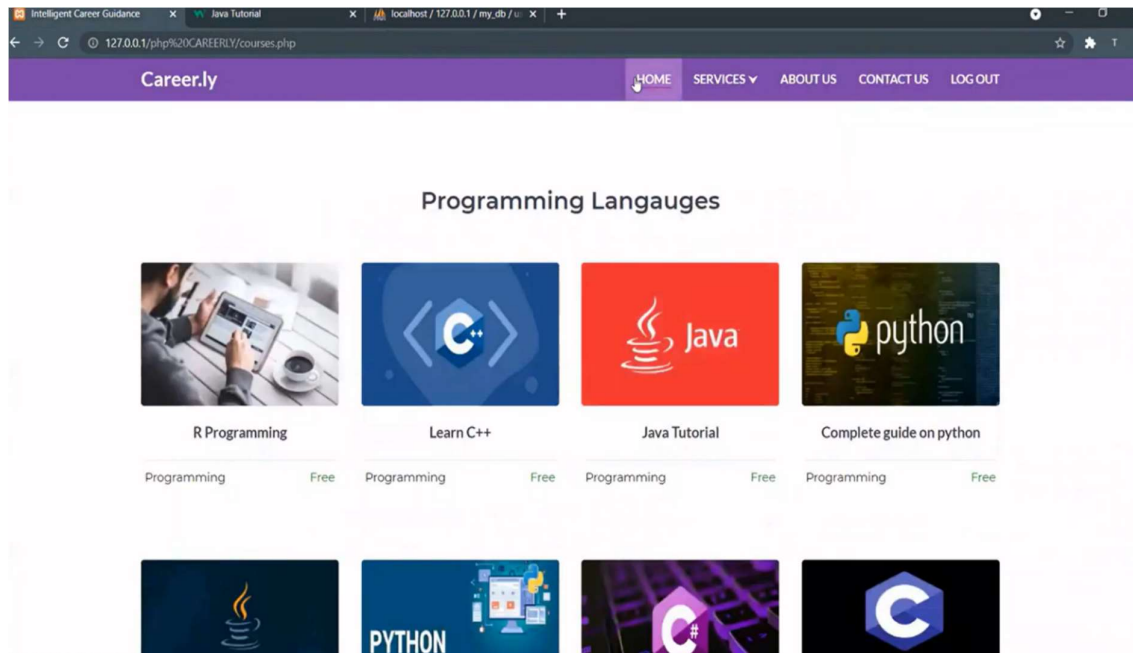 Intelligent Career Guidance
Java Tutorial
localhost / 127.0.0.1 / my_db / u
127.0.0.1/php%20CAREERLY/courses.php
T
Career.ly
HOME SERVICES ABOUT US CONTACT US LOG OUT
Programming Langauges
C++
Java
python
R Programming
Learn C++
Java Tutorial
Complete guide on python
Programming Free
Programming Free
Programming Free
Programming Free
PYTHON
C#
C